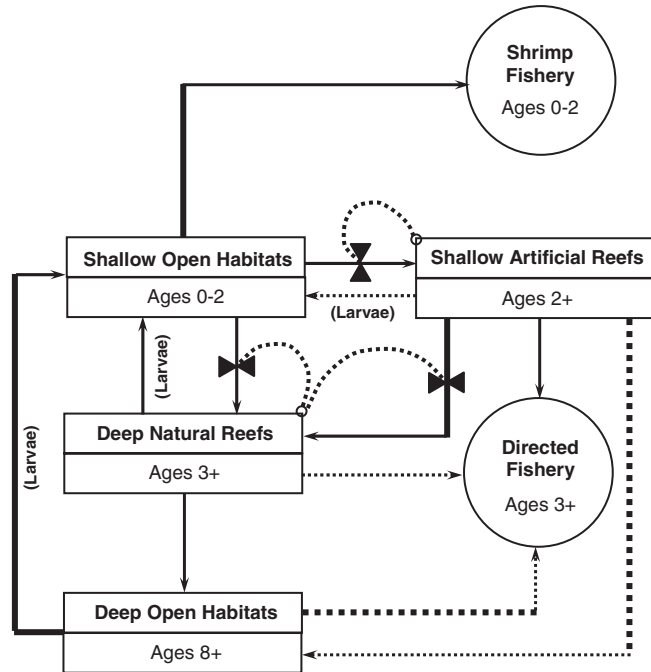 Shrimp
Fishery
Ages 0-2
Shallow Open Habitats
Ages 0-2
Shallow Artificial Reefs
Ages 2+
(Larvae)
(Larvae)
(Larvae)
Deep Natural Reefs
Ages 3+
Directed
Fishery
Ages 3+
Deep Open Habitats
Ages 8+